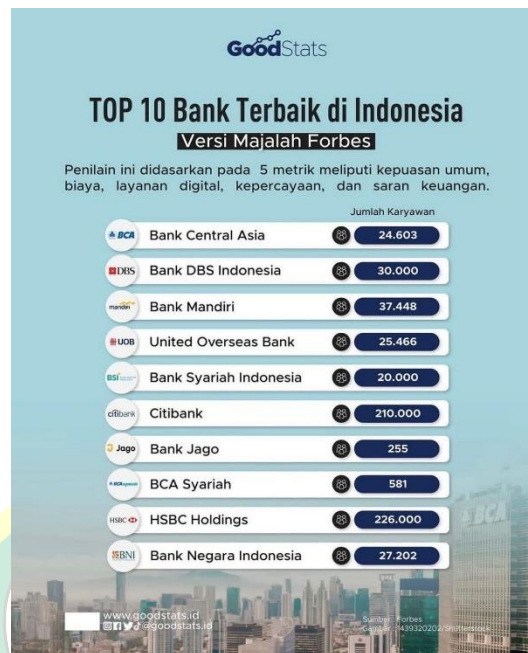 GoodStats
TOP 10 Bank Terbaik di Indonesia
Versi Majalah Forbes
Penilain ini didasarkan pada 5 metrik meliputi kepuasan umum,
biaya, layanan digital, kepercayaan, dan saran keuangan.
Jumlah Karyawan
BCA Bank Central Asia 24.603
DBS Bank DBS Indonesia 30.000
mandiri Bank Mandiri 37.448
UOB United Overseas Bank 25.466
BSI Bank Syariah Indonesia 20.000
citibank Citibank 210.000
Jago Bank Jago 255
BCA Syariah 581
HSBC HSBC Holdings 226.000
BNI Bank Negara Indonesia 27.202
BCA
www.goodstats.id
@goodstats.id
Sumber: Forbes
Gambar: 1439320202/Shutterstock